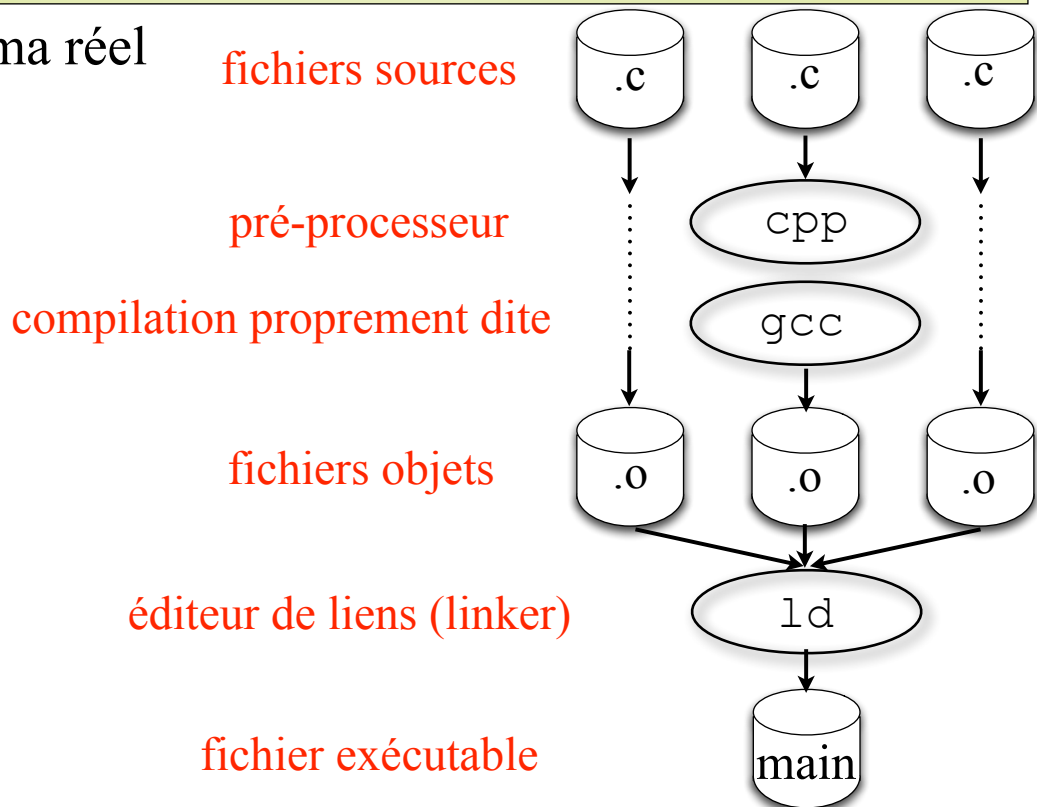 ma réel
fichiers sources
.c .c .c
pré-processeur
cpp
compilation proprement dite
gcc
fichiers objets
.o .o .o
éditeur de liens (linker)
ld
fichier exécutable
main